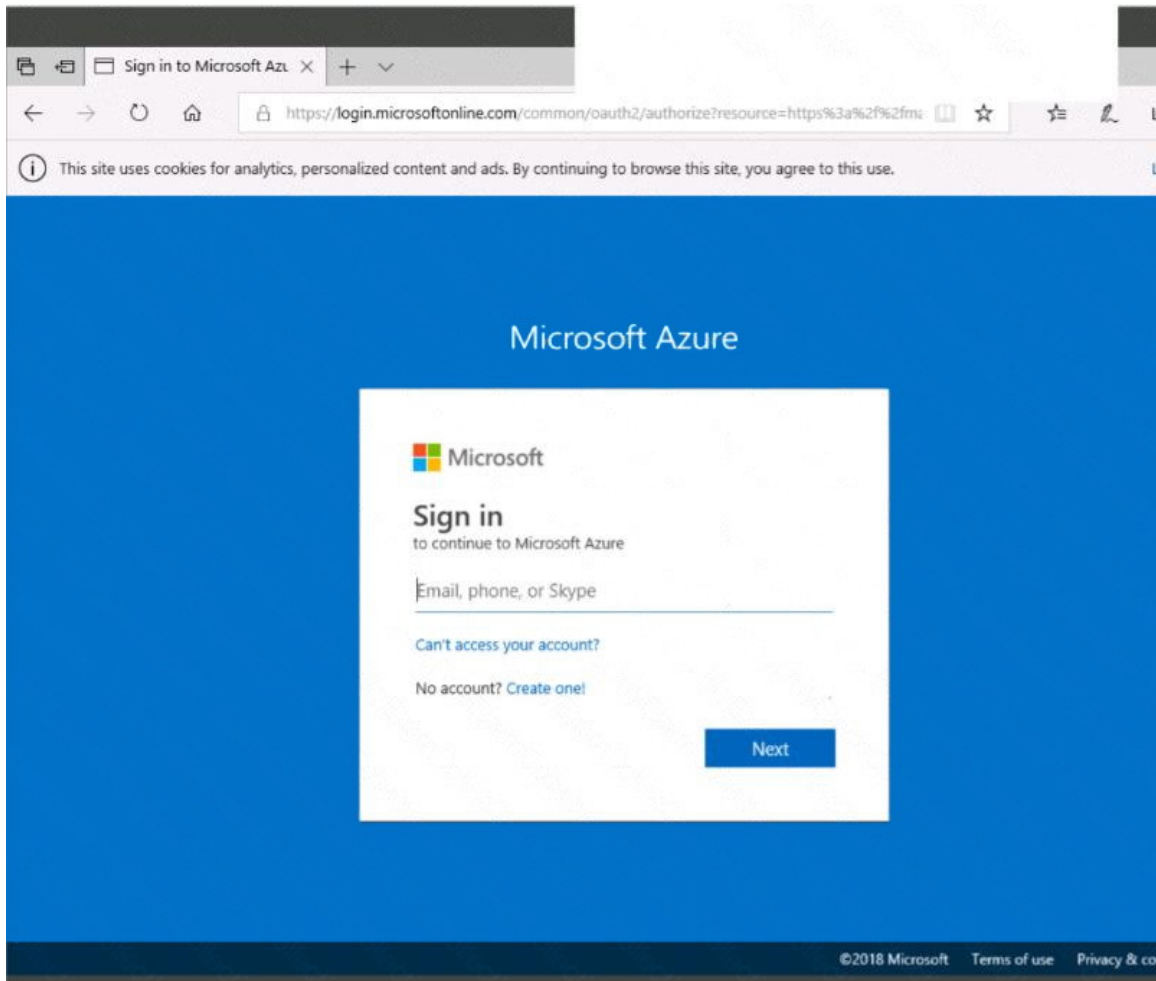 Sign in to Microsoft Azu
https://login.microsoftonline.com/common/oauth2/authorize?resource=https%3a%2f%2fma
This site uses cookies for analytics, personalized content and ads. By continuing to browse this site, you agree to this use.
Microsoft Azure
Microsoft
Sign in
to continue to Microsoft Azure
Email, phone, or Skype
Can't access your account?
No account? Create one!
Next
©2018 Microsoft Terms of use Privacy & co